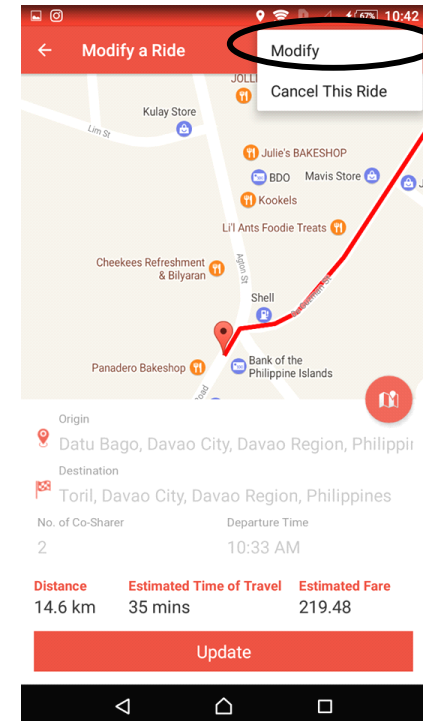 67%
10:42
Modify a Ride
Modify
Cancel This Ride
JOLL
Kulay Store
Lim St
Julie's BAKESHOP
BDO
Mavis Store
Kookels
Li'l Ants Foodie Treats
Cheekees Refreshment
& Bilyaran
Agton St
Shell
Panadero Bakeshop
Bank of the
Philippine Islands
Road
Origin
Datu Bago, Davao City, Davao Region, Philippin
Destination
Toril, Davao City, Davao Region, Philippines
No. of Co-Sharer Departure Time
2 10:33 AM
Distance Estimated Time of Travel Estimated Fare
14.6 km 35 mins 219.48
Update